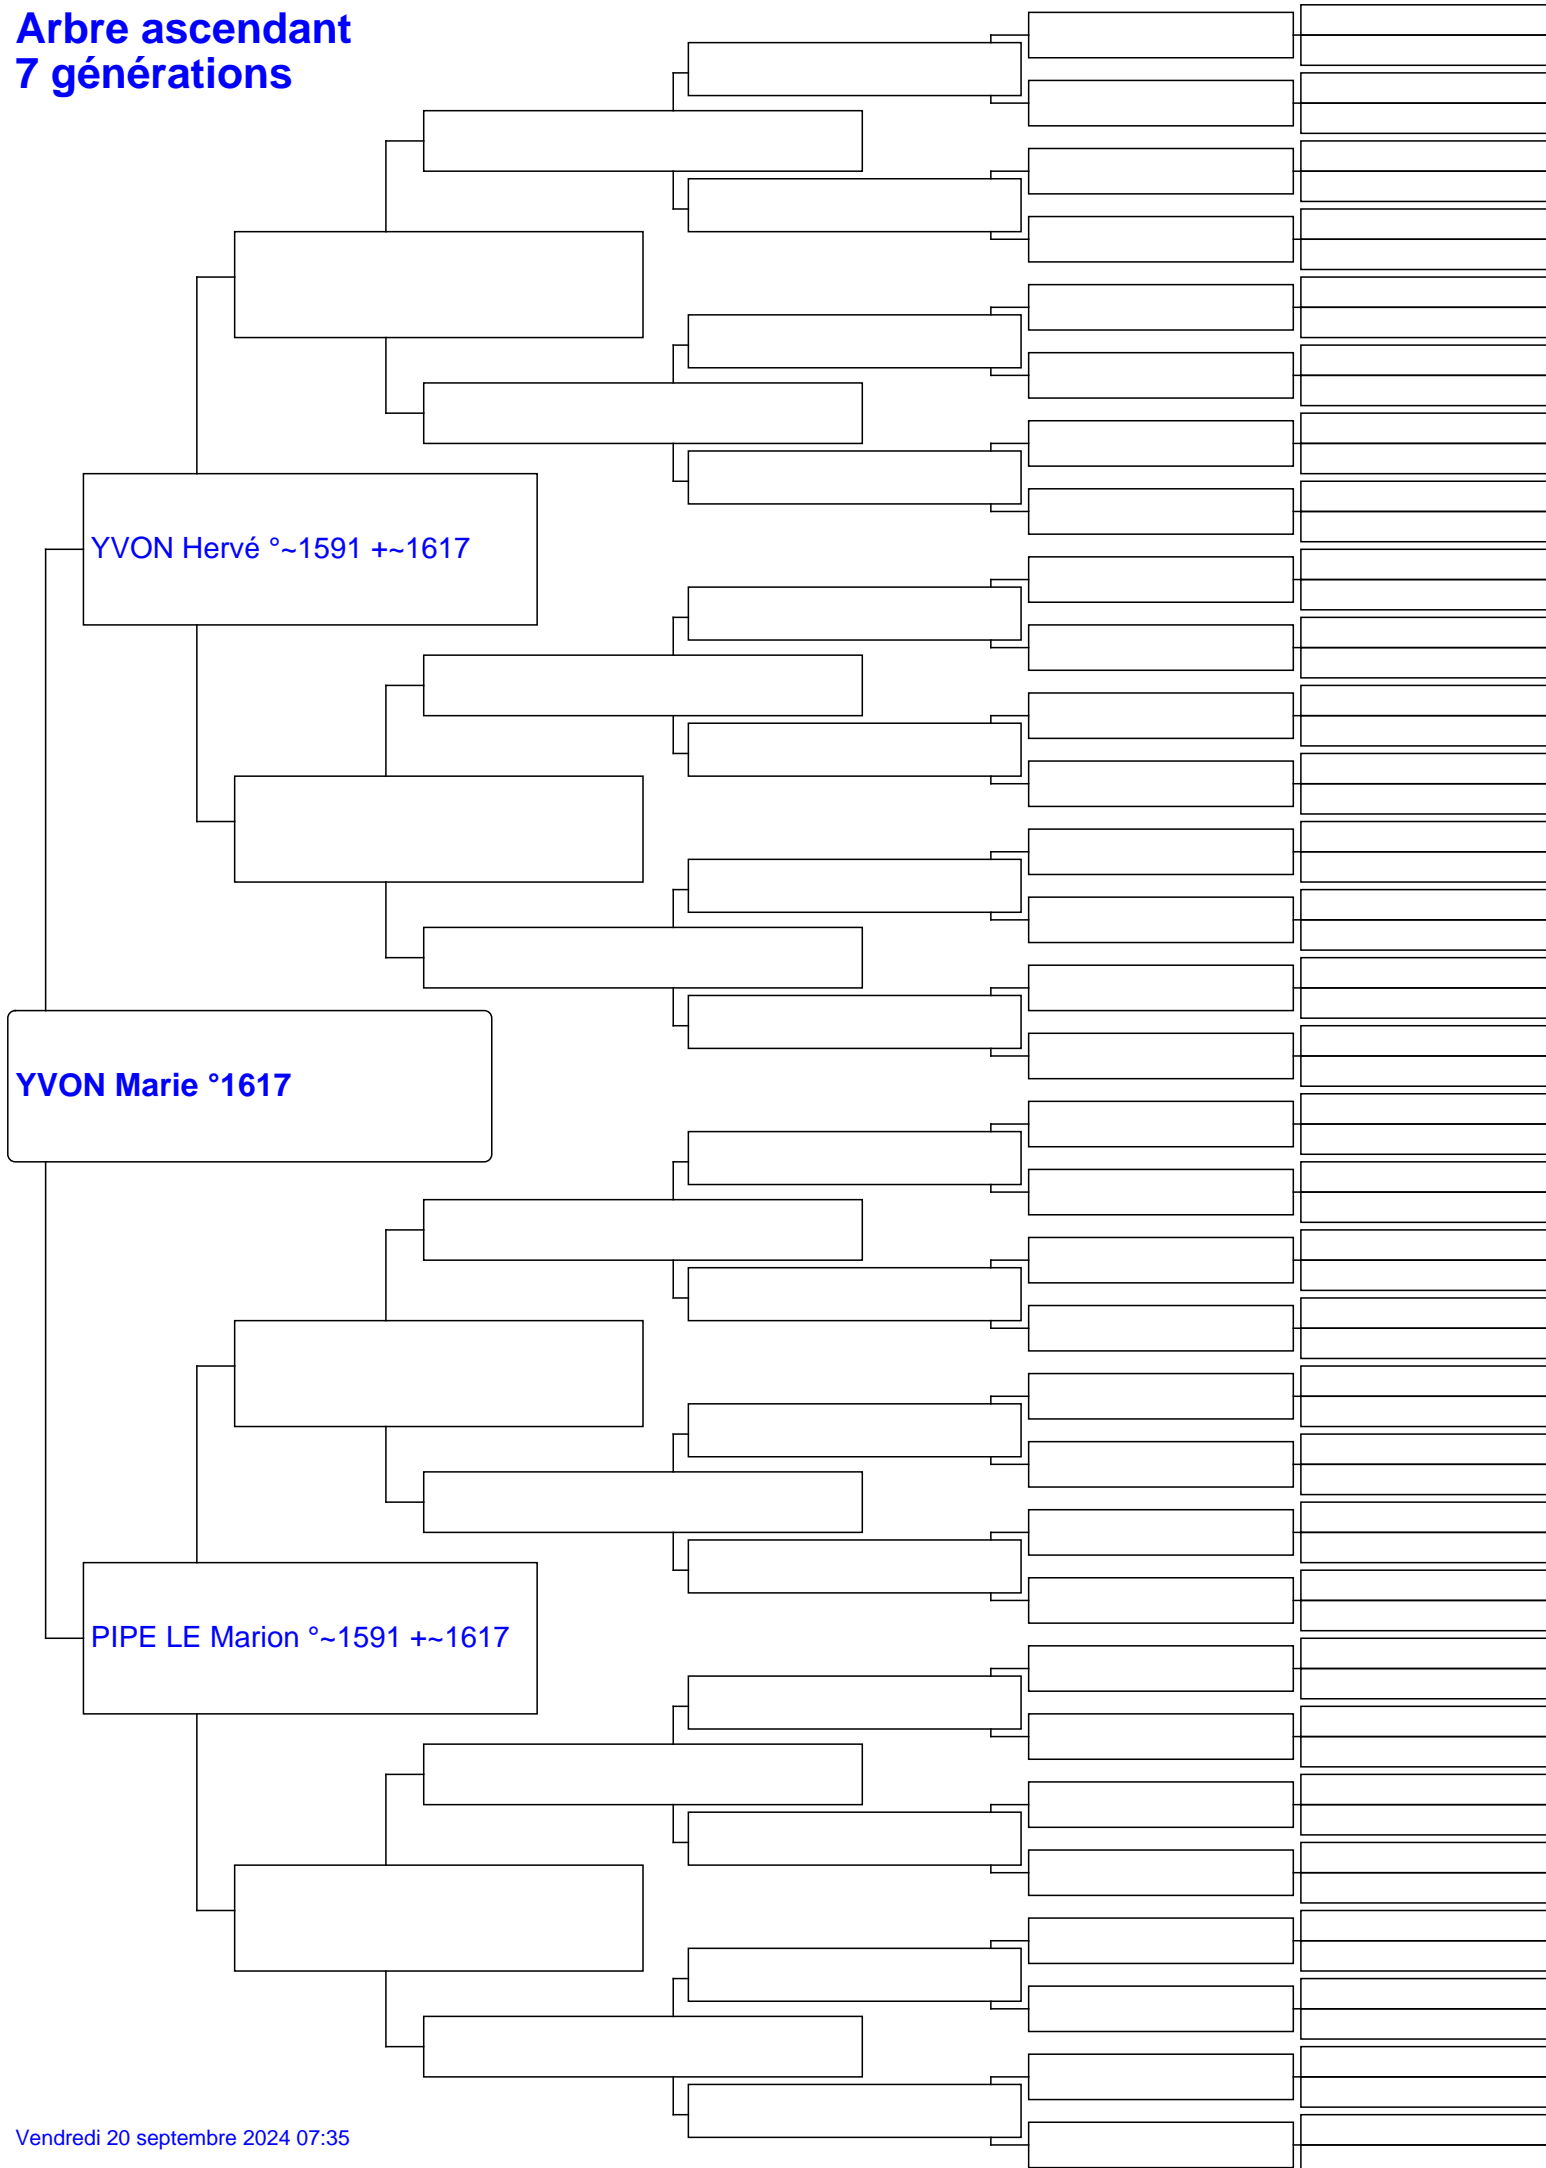 Arbre ascendant
7 générations
YVON Hervé °~1591 +~1617
YVON Marie °1617
PIPE LE Marion °~1591 +~1617
Vendredi 20 septembre 2024 07:35